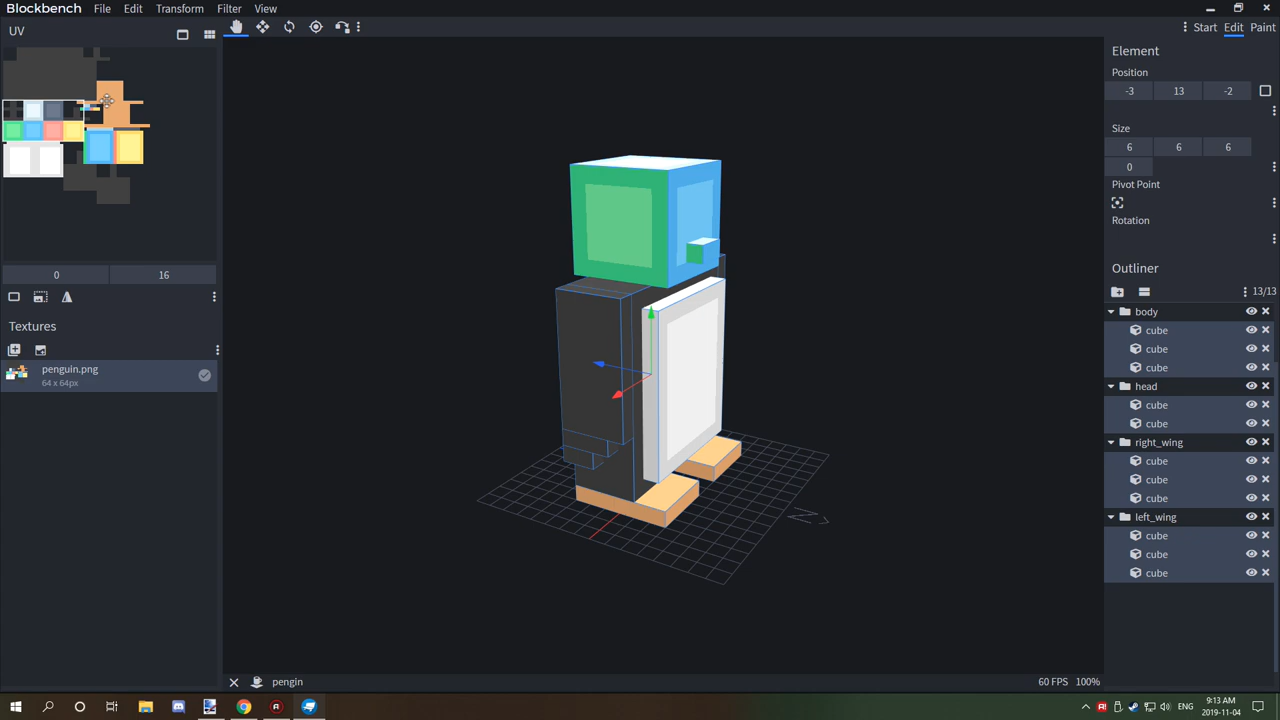 Blockbench File Edit Transform Filter View
UV
Start Edit Paint
Element
Position
-3 13 -2
Size
6 6 6
0
Pivot Point
Rotation
0 16
Textures
penguin.png
64 x 64px
Outliner
13/13
body
cube
cube
cube
head
cube
cube
right_wing
cube
cube
cube
left_wing
cube
cube
cube
pengin
60 FPS 100%
ENG
9:13 AM
2019-11-04